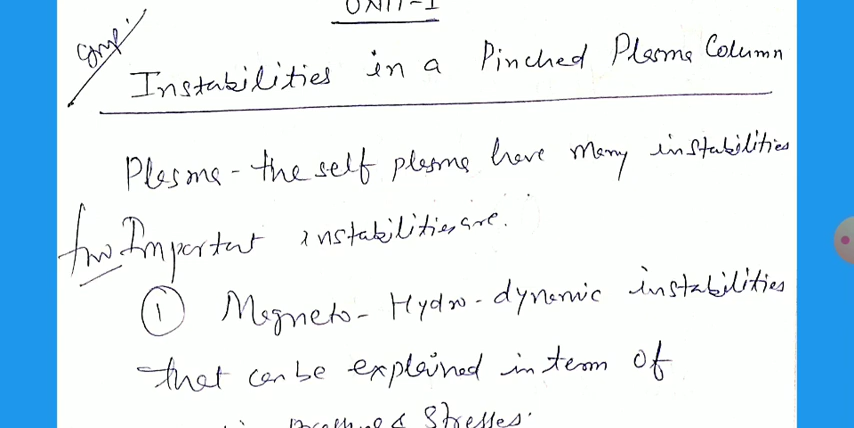 UNIT-I
Imp:
Instabilities in a Pinched Plasma Column
Plasma - the self plasma have many instabilities
two Important instabilities are.
① Magneto-Hydro-dynamic instabilities
that can be explained in term of
stresses.